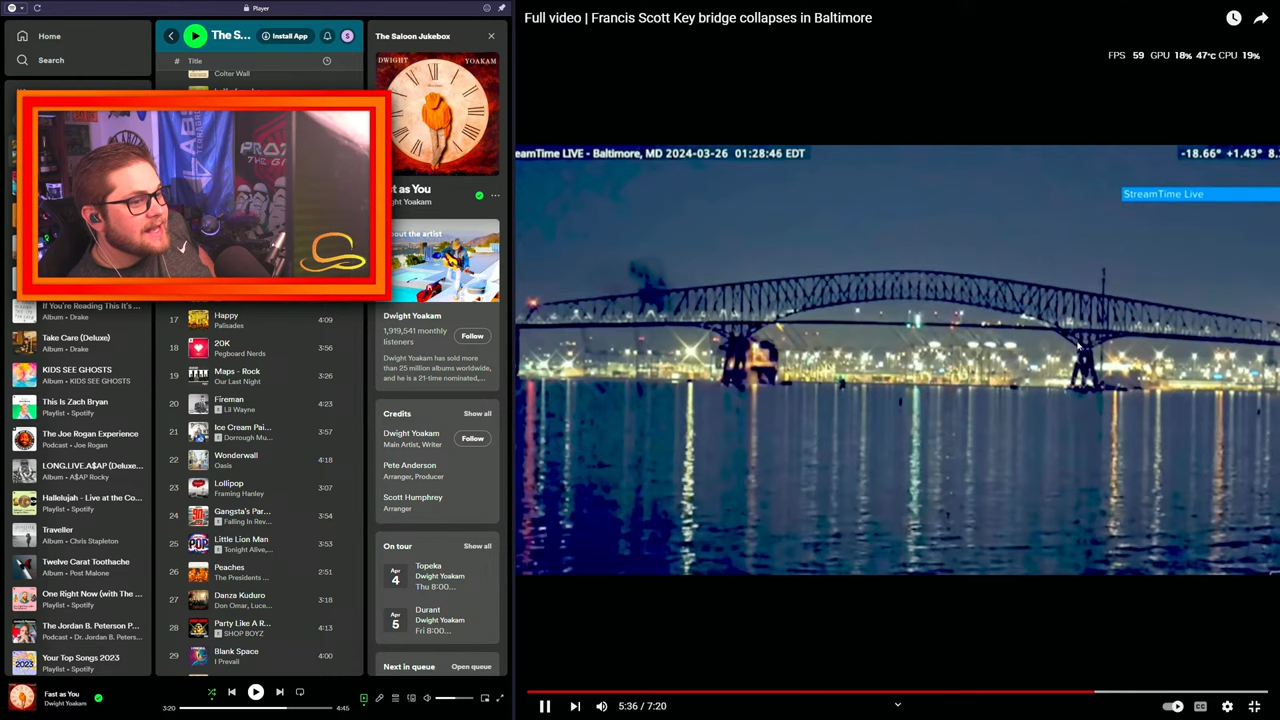 Player
Home
Search
The S...
Install App
S
# Title
Colter Wall
If You're Reading This It's...
Album • Drake
Take Care (Deluxe)
Album • Drake
KIDS SEE GHOSTS
Album • KIDS SEE GHOSTS
This Is Zach Bryan
Playlist • Spotify
The Joe Rogan Experience
Podcast • Joe Rogan
LONG.LIVE.A$AP (Deluxe...
Album • A$AP Rocky
Hallelujah - Live at the Co...
Playlist • Spotify
Traveller
Album • Chris Stapleton
Twelve Carat Toothache
Album • Post Malone
One Right Now (with The ...
Playlist • Spotify
The Jordan B. Peterson P...
Podcast • Dr. Jordan B. Peters...
Your Top Songs 2023
Playlist • Spotify
17 Happy 4:09
Palisades
18 20K 3:56
Pegboard Nerds
19 Maps - Rock 3:26
Our Last Night
20 Fireman 4:23
E Lil Wayne
21 Ice Cream Pai... 3:57
E Dorrough Mu...
22 Wonderwall 4:18
Oasis
23 Lollipop 3:07
Framing Hanley
24 Gangsta's Par... 3:54
E Falling In Rev...
25 Little Lion Man 3:53
E Tonight Alive,...
26 Peaches 2:51
The Presidents ...
27 Danza Kuduro 3:18
Don Omar, Luce...
28 Party Like A R... 4:13
E SHOP BOYZ
29 Blank Space 4:00
I Prevail
The Saloon Jukebox
DWIGHT YOAKAM
st as You
ght Yoakam
out the artist
Dwight Yoakam
1,919,541 monthly
listeners
Follow
Dwight Yoakam has sold more
than 25 million albums worldwide,
and he is a 21-time nominated,...
Credits Show all
Dwight Yoakam
Main Artist, Writer
Follow
Pete Anderson
Arranger, Producer
Scott Humphrey
Arranger
On tour Show all
Apr
4
Topeka
Dwight Yoakam
Thu 8:00...
Apr
5
Durant
Dwight Yoakam
Fri 8:00...
Next in queue Open queue
Fast as You
Dwight Yoakam
3:20
4:45
Full video | Francis Scott Key bridge collapses in Baltimore
FPS 59 GPU 18% 47°C CPU 19%
eamTime LIVE - Baltimore, MD 2024-03-26 01:28:46 EDT
-18.66° +1.43° 8.
StreamTime Live
5:36 / 7:20
CC